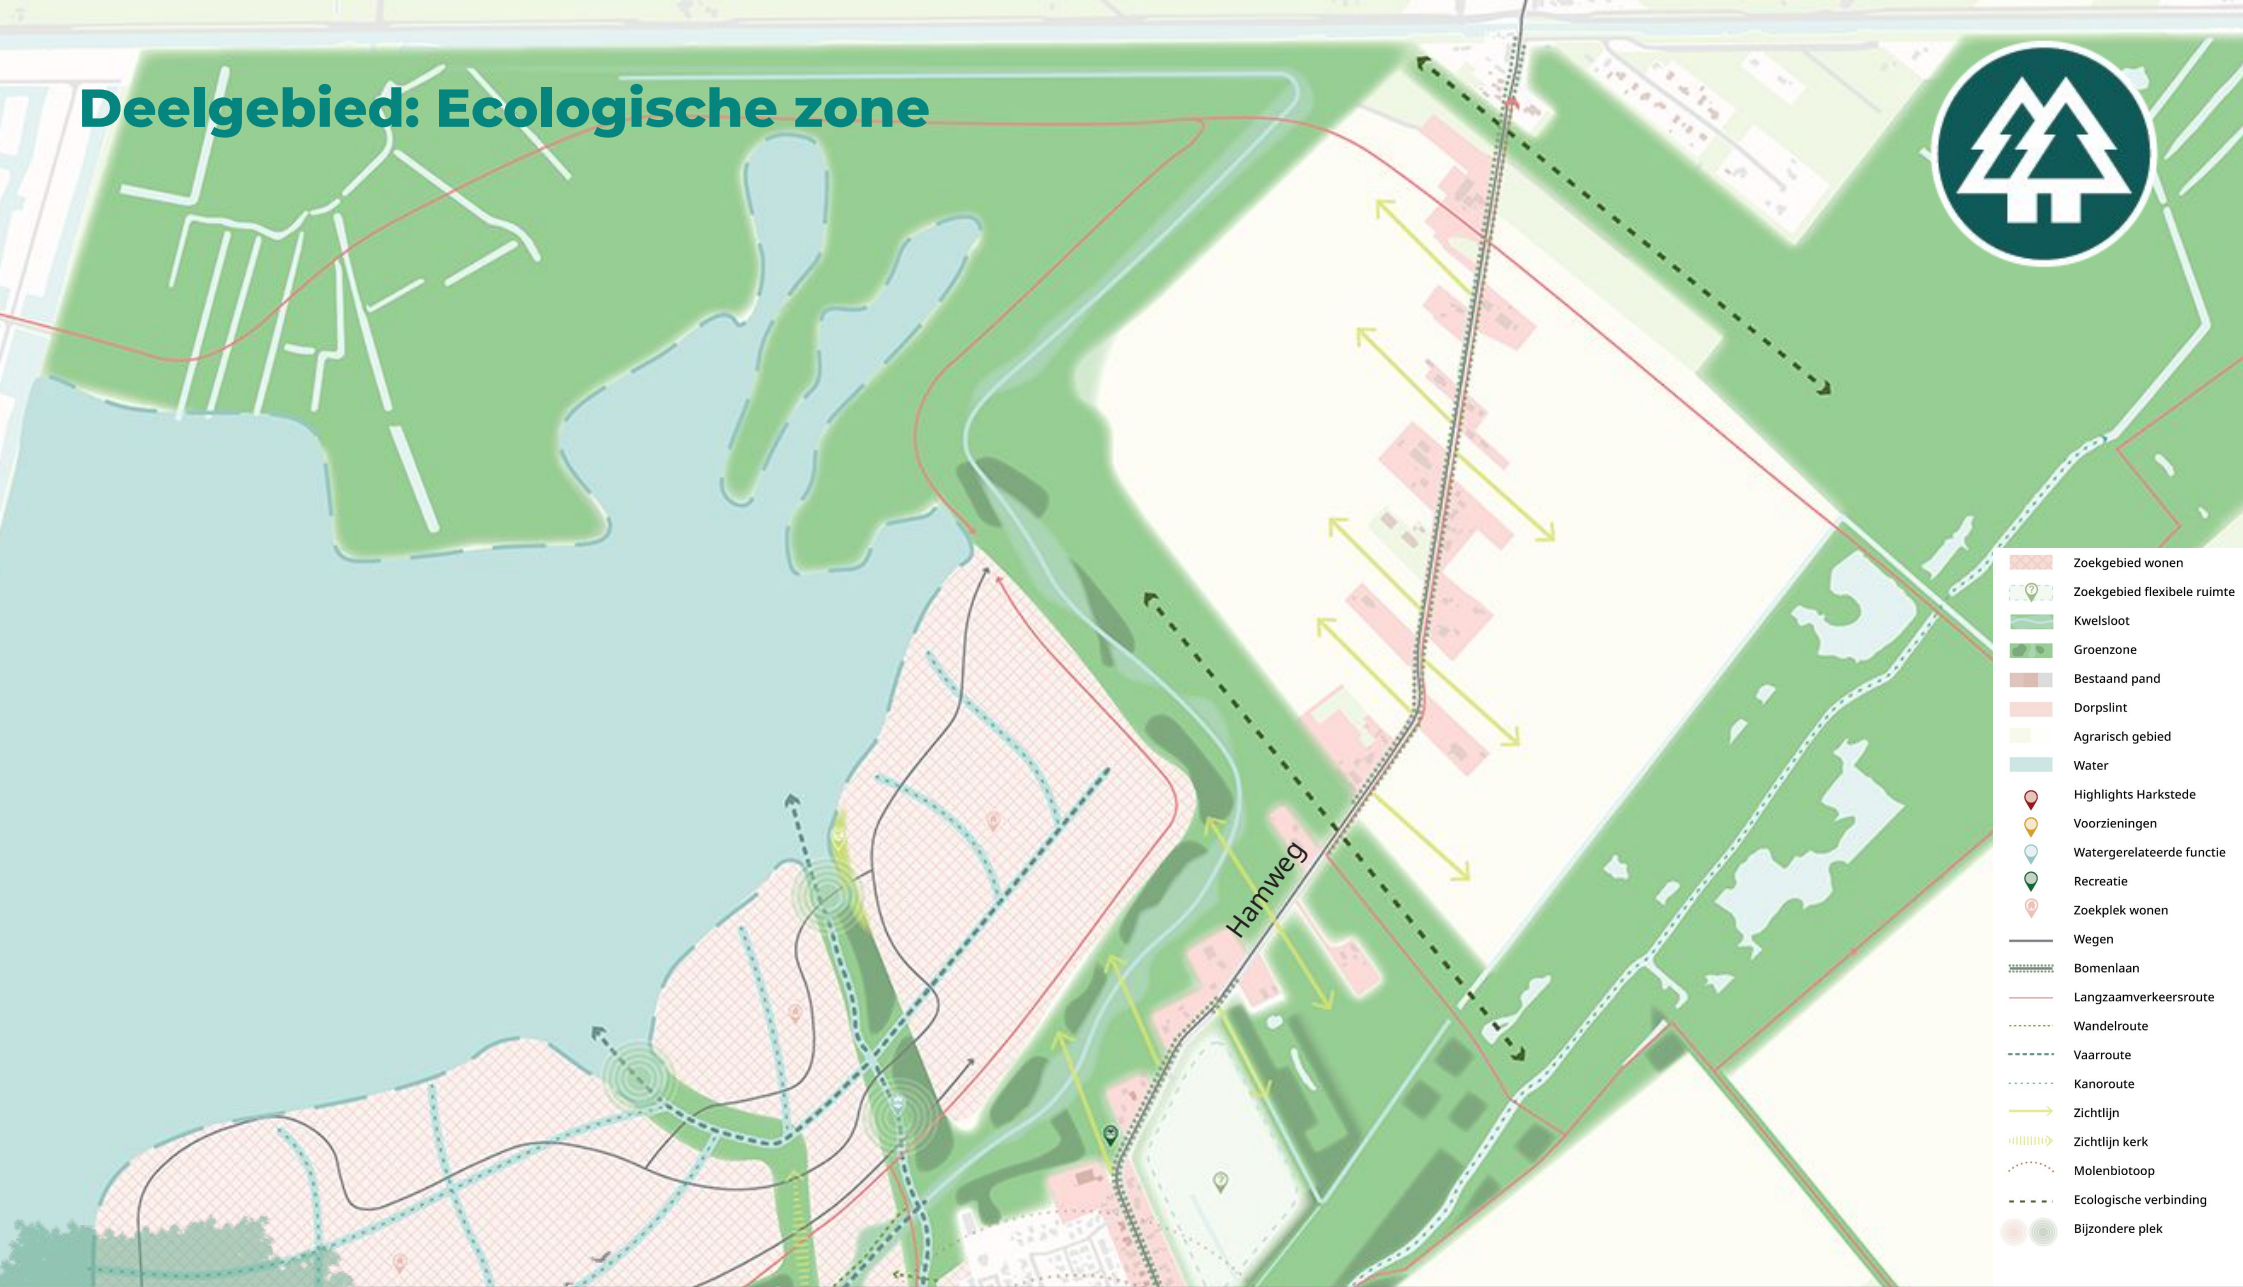 Deelgebied: Ecologische zone
Hamweg
Zoekgebied wonen
Zoekgebied flexibele ruimte
Kwelsloot
Groenzone
Bestaand pand
Dorpslint
Agrarisch gebied
Water
Highlights Harkstede
Voorzieningen
Watergerelateerde functie
Recreatie
Zoekplek wonen
Wegen
Bomenlaan
Langzaamverkeersroute
Wandelroute
Vaarroute
Kanoroute
Zichtlijn
Zichtlijn kerk
Molenbiotoop
Ecologische verbinding
Bijzondere plek